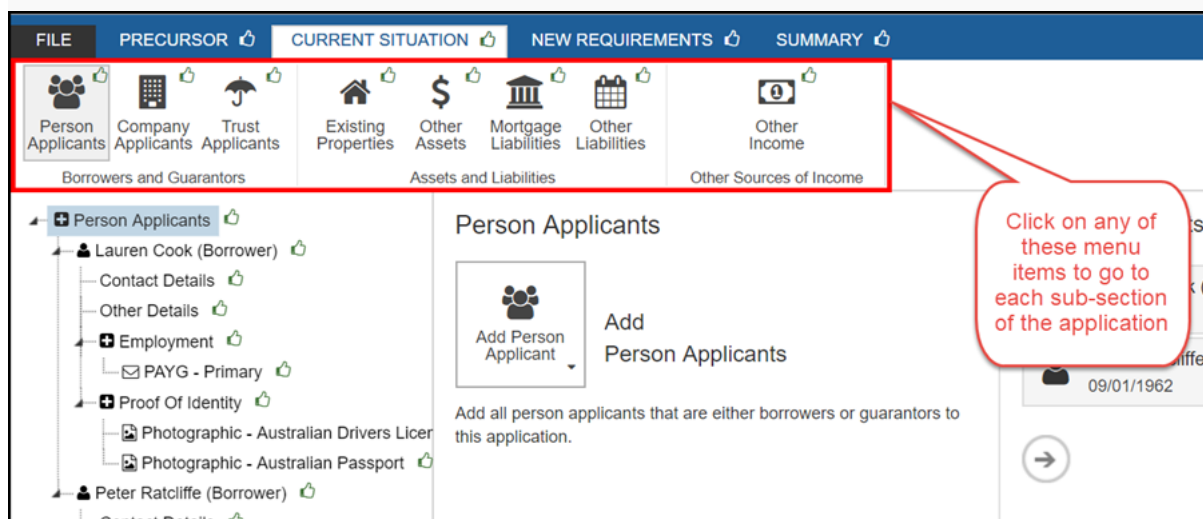 FILE PRECURSOR CURRENT SITUATION NEW REQUIREMENTS SUMMARY
Person Applicants
Company Applicants
Trust Applicants
Existing Properties
Other Assets
Mortgage Liabilities
Other Liabilities
Other Income
Borrowers and Guarantors
Assets and Liabilities
Other Sources of Income
Person Applicants
Lauren Cook (Borrower)
Contact Details
Other Details
Employment
PAYG - Primary
Proof Of Identity
Photographic - Australian Drivers Licer
Photographic - Australian Passport
Peter Ratcliffe (Borrower)
Person Applicants
Add Person
Applicant
Add
Person Applicants
Add all person applicants that are either borrowers or guarantors to
this application.
Click on any of
these menu
items to go to
each sub-section
of the application
09/01/1962